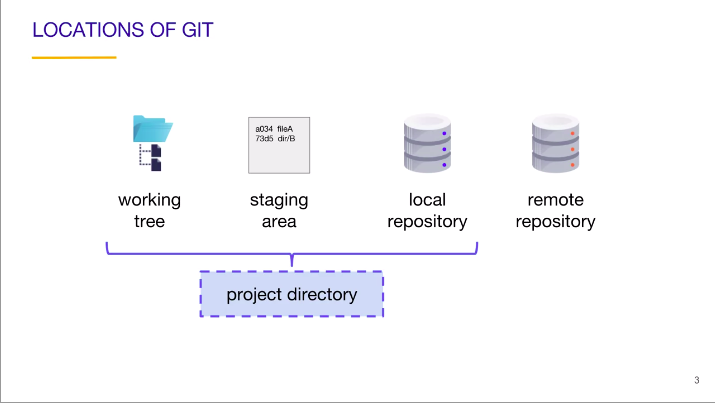 LOCATIONS OF GIT
a034 fileA
73d5 dir/B
working
tree
staging
area
local
repository
remote
repository
project directory
3